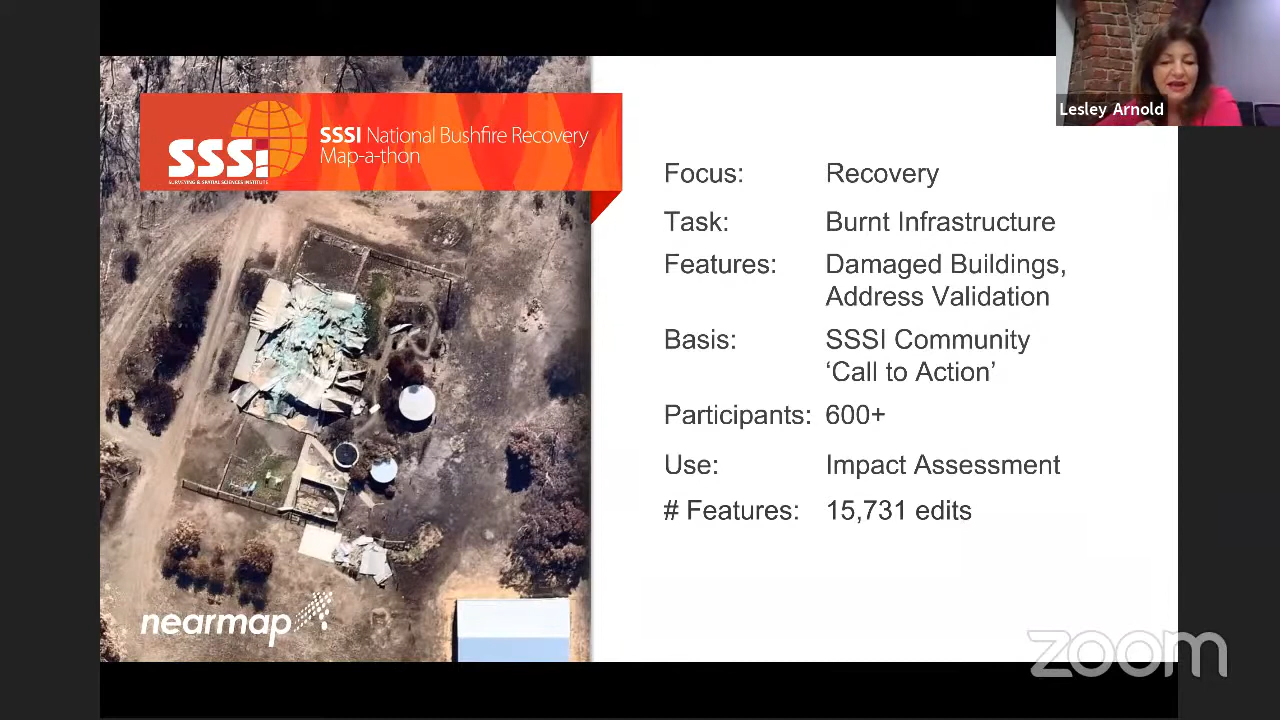 Lesley Arnold
SSSi
SURVEYING & SPATIAL SCIENCES INSTITUTE
SSSI National Bushfire Recovery
Map-a-thon
Focus: Recovery
Task: Burnt Infrastructure
Features: Damaged Buildings,
Address Validation
Basis: SSSI Community
‘Call to Action’
Participants: 600+
Use: Impact Assessment
# Features: 15,731 edits
nearmap
zoom